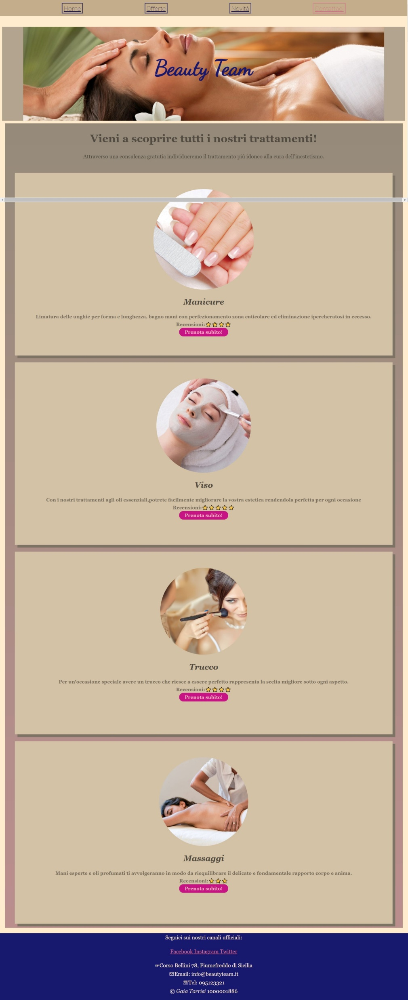 Home Offerte Novità Contattaci
Beauty Team
Vieni a scoprire tutti i nostri trattamenti!
Attraverso una consulenza gratutia individueremo il trattamento più idoneo alla cura dell'inestetismo.
Manicure
Limatura delle unghie per forma e lunghezza, bagno mani con perfezionamento zona cuticolare ed eliminazione ipercheratosi in eccesso.
Recensioni:⭐⭐⭐⭐
Prenota subito!
Viso
Con i nostri trattamenti agli oli essenziali,potrete facilmente migliorare la vostra estetica rendendola perfetta per ogni occasione
Recensioni:⭐⭐⭐⭐⭐
Prenota subito!
Trucco
Per un'occasione speciale avere un trucco che riesce a essere perfetto rappresenta la scelta migliore sotto ogni aspetto.
Recensioni:⭐⭐⭐⭐
Prenota subito!
Massaggi
Mani esperte e oli profumati ti avvolgeranno in modo da riequilibrare il delicato e fondamentale rapporto corpo e anima.
Recensioni:⭐⭐⭐
Prenota subito!
Seguici sui nostri canali ufficiali:
Facebook Instagram Twitter
☞Corso Bellini 78, Fiumefreddo di Sicilia
✉Email: info@beautyteam.it
☏Tel: 095123321
© Gaia Torrisi 1000001886